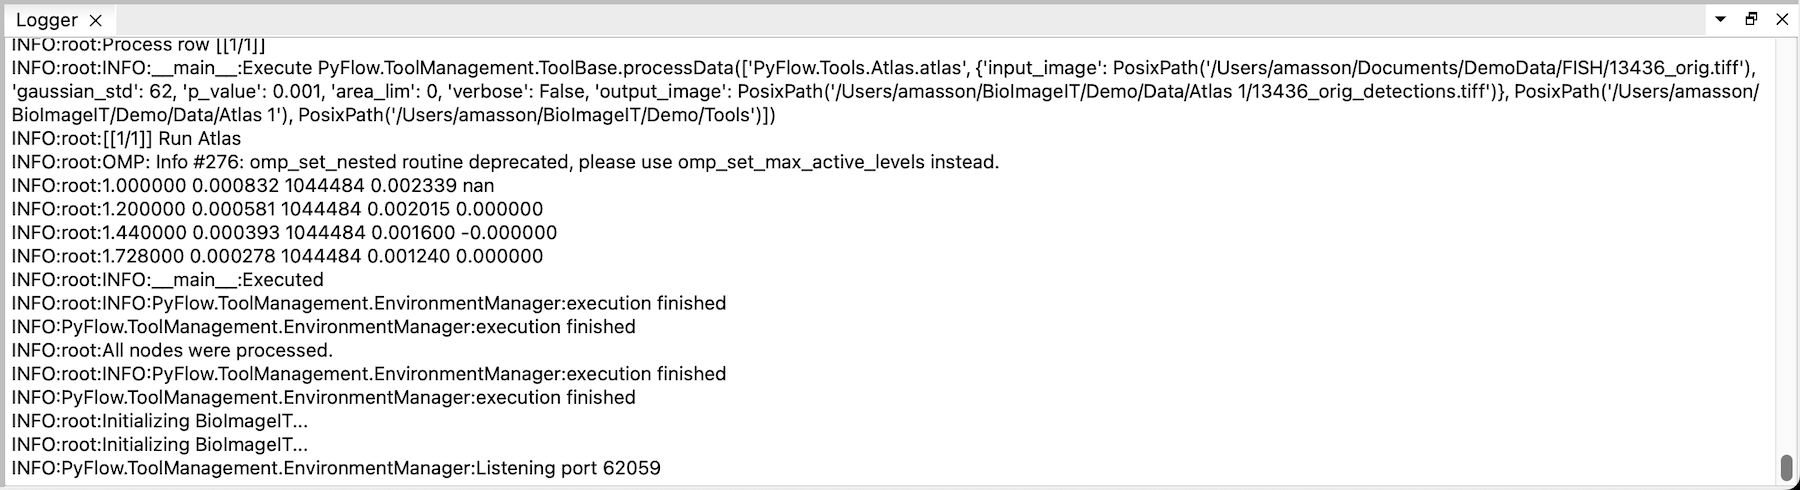 Logger
INFO:root:Process row [[1/1]]
INFO:root:INFO:__main__:Execute PyFlow.ToolManagement.ToolBase.processData(['PyFlow.Tools.Atlas.atlas', {'input_image': PosixPath('/Users/amasson/Documents/DemoData/FISH/13436_orig.tiff'),
'gaussian_std': 62, 'p_value': 0.001, 'area_lim': 0, 'verbose': False, 'output_image': PosixPath('/Users/amasson/BioImageIT/Demo/Data/Atlas 1/13436_orig_detections.tiff')}, PosixPath('/Users/amasson/
BioImageIT/Demo/Data/Atlas 1'), PosixPath('/Users/amasson/BioImageIT/Demo/Tools')])
INFO:root:[[1/1]] Run Atlas
INFO:root:OMP: Info #276: omp_set_nested routine deprecated, please use omp_set_max_active_levels instead.
INFO:root:1.000000 0.000832 1044484 0.002339 nan
INFO:root:1.200000 0.000581 1044484 0.002015 0.000000
INFO:root:1.440000 0.000393 1044484 0.001600 -0.000000
INFO:root:1.728000 0.000278 1044484 0.001240 0.000000
INFO:root:INFO:__main__:Executed
INFO:root:INFO:PyFlow.ToolManagement.EnvironmentManager:execution finished
INFO:PyFlow.ToolManagement.EnvironmentManager:execution finished
INFO:root:All nodes were processed.
INFO:root:INFO:PyFlow.ToolManagement.EnvironmentManager:execution finished
INFO:PyFlow.ToolManagement.EnvironmentManager:execution finished
INFO:root:Initializing BioImageIT...
INFO:root:Initializing BioImageIT...
INFO:PyFlow.ToolManagement.EnvironmentManager:Listening port 62059